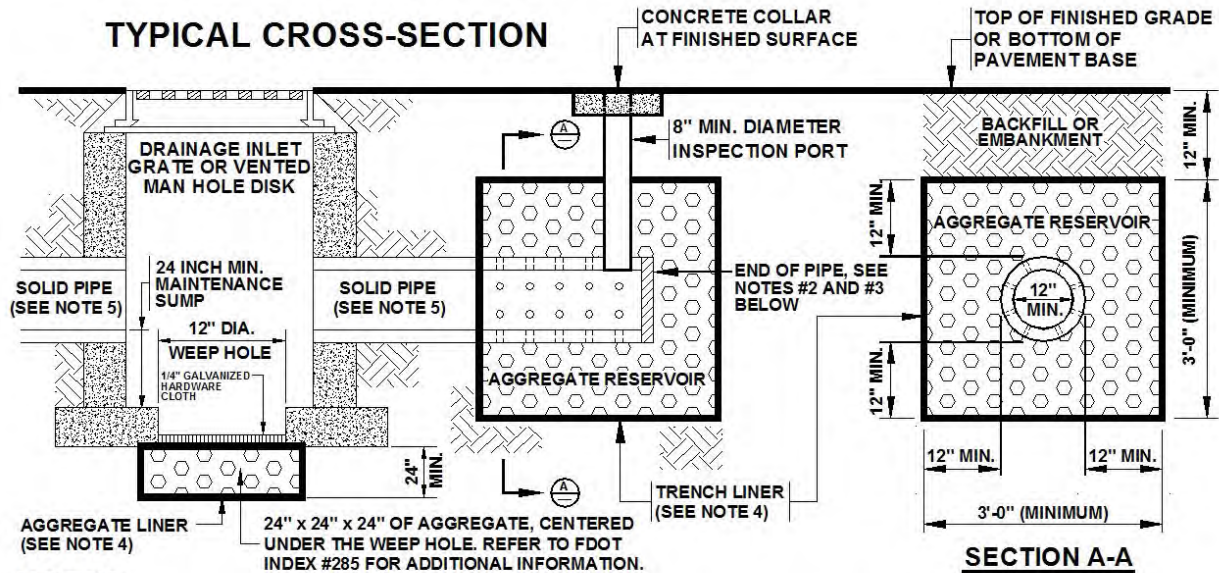 TYPICAL CROSS-SECTION
CONCRETE COLLAR
AT FINISHED SURFACE
TOP OF FINISHED GRADE
OR BOTTOM OF
PAVEMENT BASE
DRAINAGE INLET
GRATE OR VENTED
MAN HOLE DISK
A
8" MIN. DIAMETER
INSPECTION PORT
BACKFILL OR
EMBANKMENT
12" MIN.
SOLID PIPE
(SEE NOTE 5)
24 INCH MIN.
MAINTENANCE
SUMP
12" DIA.
WEEP HOLE
1/4" GALVANIZED
HARDWARE
CLOTH
SOLID PIPE
(SEE NOTE 5)
END OF PIPE, SEE
NOTES #2 AND #3
BELOW
AGGREGATE RESERVOIR
12" MIN.
AGGREGATE RESERVOIR
12"
MIN.
12" MIN.
3'-0" (MINIMUM)
24"
MIN.
A
12" MIN.
12" MIN.
3'-0" (MINIMUM)
AGGREGATE LINER
(SEE NOTE 4)
24" x 24" x 24" OF AGGREGATE, CENTERED
UNDER THE WEEP HOLE. REFER TO FDOT
INDEX #285 FOR ADDITIONAL INFORMATION.
TRENCH LINER
(SEE NOTE 4)
SECTION A-A